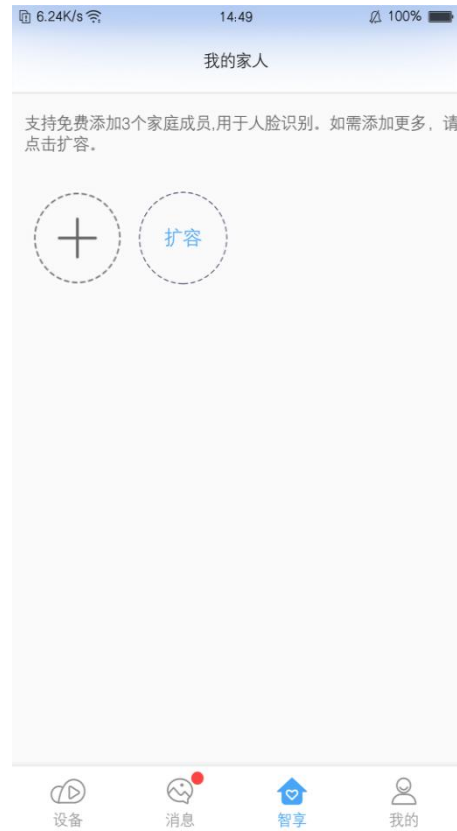 6.24K/s 14:49 100%
我的家人
支持免费添加3个家庭成员,用于人脸识别。如需添加更多，请
点击扩容。
扩容
设备 消息 智享 我的